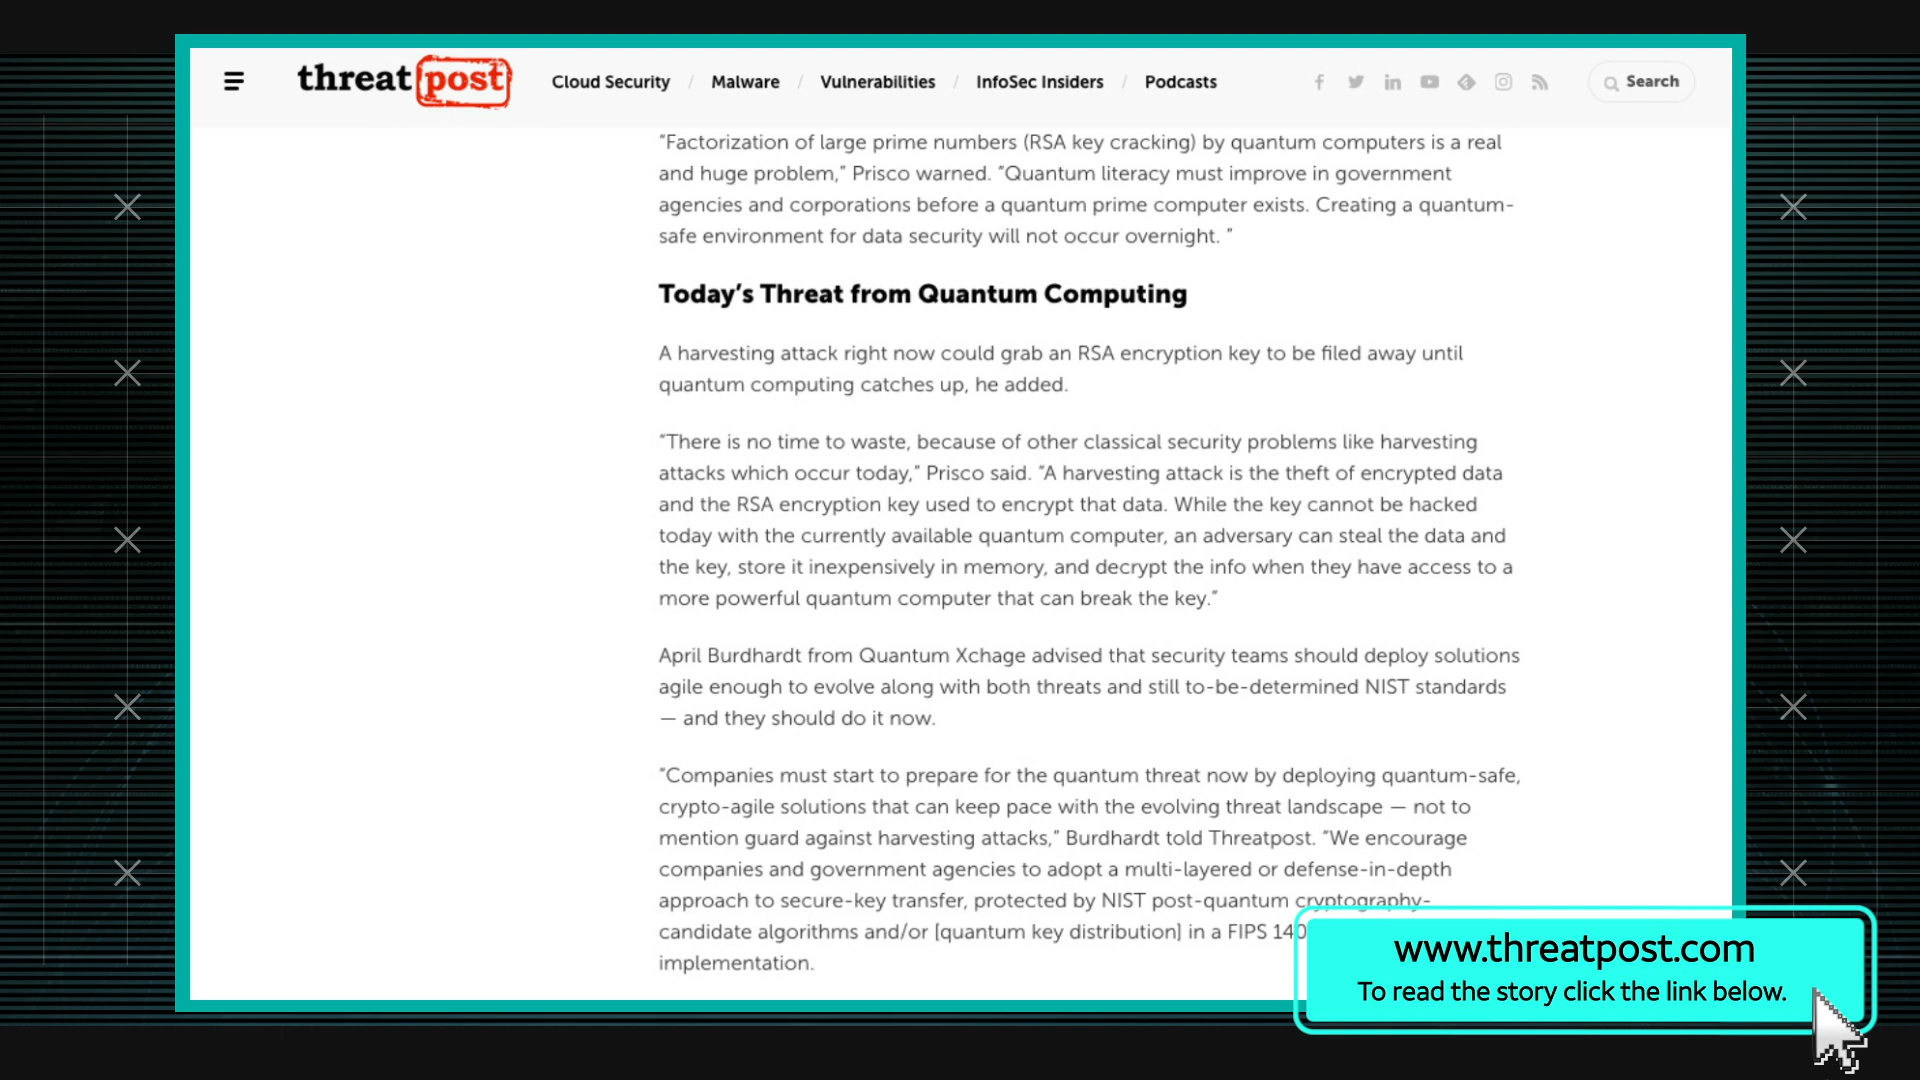 threatpost
Cloud Security / Malware / Vulnerabilities / InfoSec Insiders / Podcasts
Search
“Factorization of large prime numbers (RSA key cracking) by quantum computers is a real
and huge problem,” Prisco warned. “Quantum literacy must improve in government
agencies and corporations before a quantum prime computer exists. Creating a quantum-
safe environment for data security will not occur overnight. ”
Today’s Threat from Quantum Computing
A harvesting attack right now could grab an RSA encryption key to be filed away until
quantum computing catches up, he added.
“There is no time to waste, because of other classical security problems like harvesting
attacks which occur today,” Prisco said. “A harvesting attack is the theft of encrypted data
and the RSA encryption key used to encrypt that data. While the key cannot be hacked
today with the currently available quantum computer, an adversary can steal the data and
the key, store it inexpensively in memory, and decrypt the info when they have access to a
more powerful quantum computer that can break the key.”
April Burdhardt from Quantum Xchage advised that security teams should deploy solutions
agile enough to evolve along with both threats and still to-be-determined NIST standards
— and they should do it now.
“Companies must start to prepare for the quantum threat now by deploying quantum-safe,
crypto-agile solutions that can keep pace with the evolving threat landscape — not to
mention guard against harvesting attacks,” Burdhardt told Threatpost. “We encourage
companies and government agencies to adopt a multi-layered or defense-in-depth
approach to secure-key transfer, protected by NIST post-quantum cryptography-
candidate algorithms and/or [quantum key distribution] in a FIPS 140
implementation.
www.threatpost.com
To read the story click the link below.